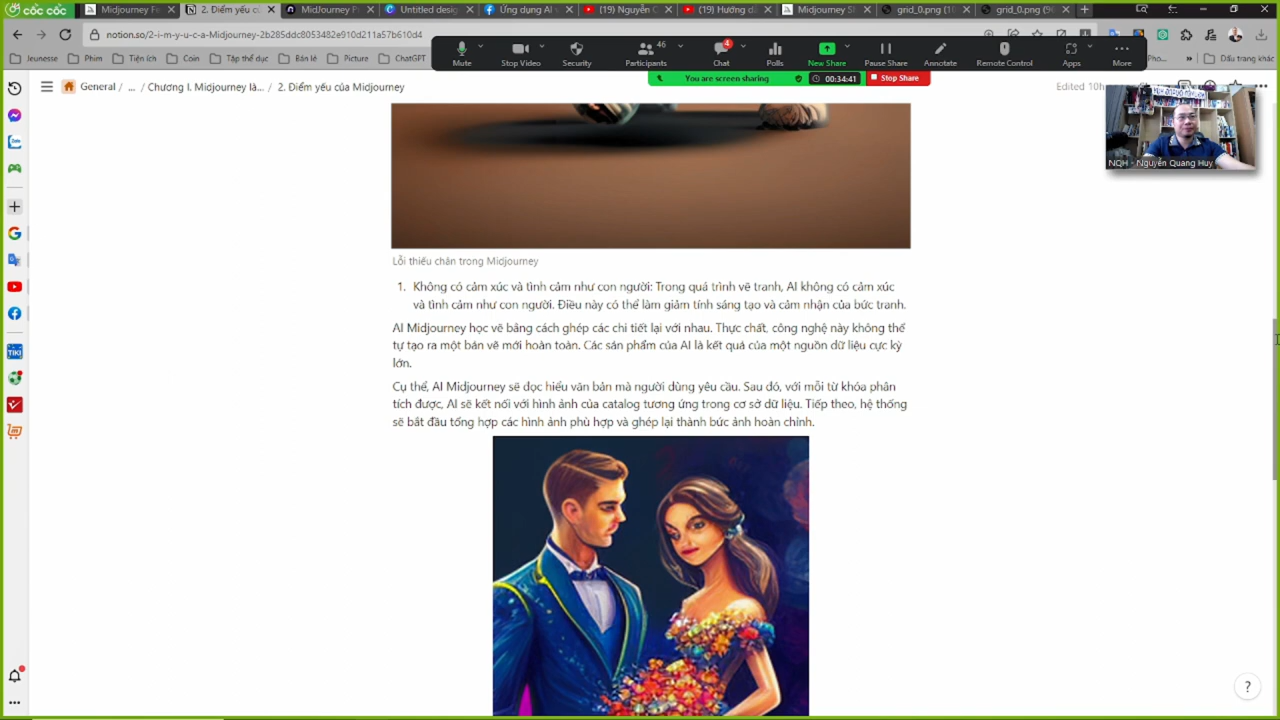 cốc cốc
Midjourney Fe
2. Điểm yếu củ
MidJourney P
Untitled desig
Ứng dụng AI v
(19) Nguyễn C
(19) Hướng dẫ
Midjourney Sh
grid_0.png
grid_0.png
notion.so/2-i-m-y-u-c-a-Midjourney-2b285ddc8053482e910d211a57b610d4
Jeunesse
Phim
Tiện ích
Coin
Tập thể dục
Bán lẻ
Picture
ChatGPT
Pho...
»
Dấu trang khác
Mute
Stop Video
Security
46
Participants
4
Chat
Polls
New Share
Pause Share
Annotate
Remote Control
Apps
More
You are screen sharing
00:34:41
Stop Share
General / ... / Chương I. Midjourney là... / 2. Điểm yếu của Midjourney
Edited 10h
NQH - Nguyễn Quang Huy
Lỗi thiếu chân trong Midjourney
1. Không có cảm xúc và tình cảm như con người: Trong quá trình vẽ tranh, AI không có cảm xúc
và tình cảm như con người. Điều này có thể làm giảm tính sáng tạo và cảm nhận của bức tranh.
AI Midjourney học vẽ bằng cách ghép các chi tiết lại với nhau. Thực chất, công nghệ này không thể
tự tạo ra một bản vẽ mới hoàn toàn. Các sản phẩm của AI là kết quả của một nguồn dữ liệu cực kỳ
lớn.
Cụ thể, AI Midjourney sẽ đọc hiểu văn bản mà người dùng yêu cầu. Sau đó, với mỗi từ khóa phân
tích được, AI sẽ kết nối với hình ảnh của catalog tương ứng trong cơ sở dữ liệu. Tiếp theo, hệ thống
sẽ bắt đầu tổng hợp các hình ảnh phù hợp và ghép lại thành bức ảnh hoàn chỉnh.
Zalo
TIKI
?